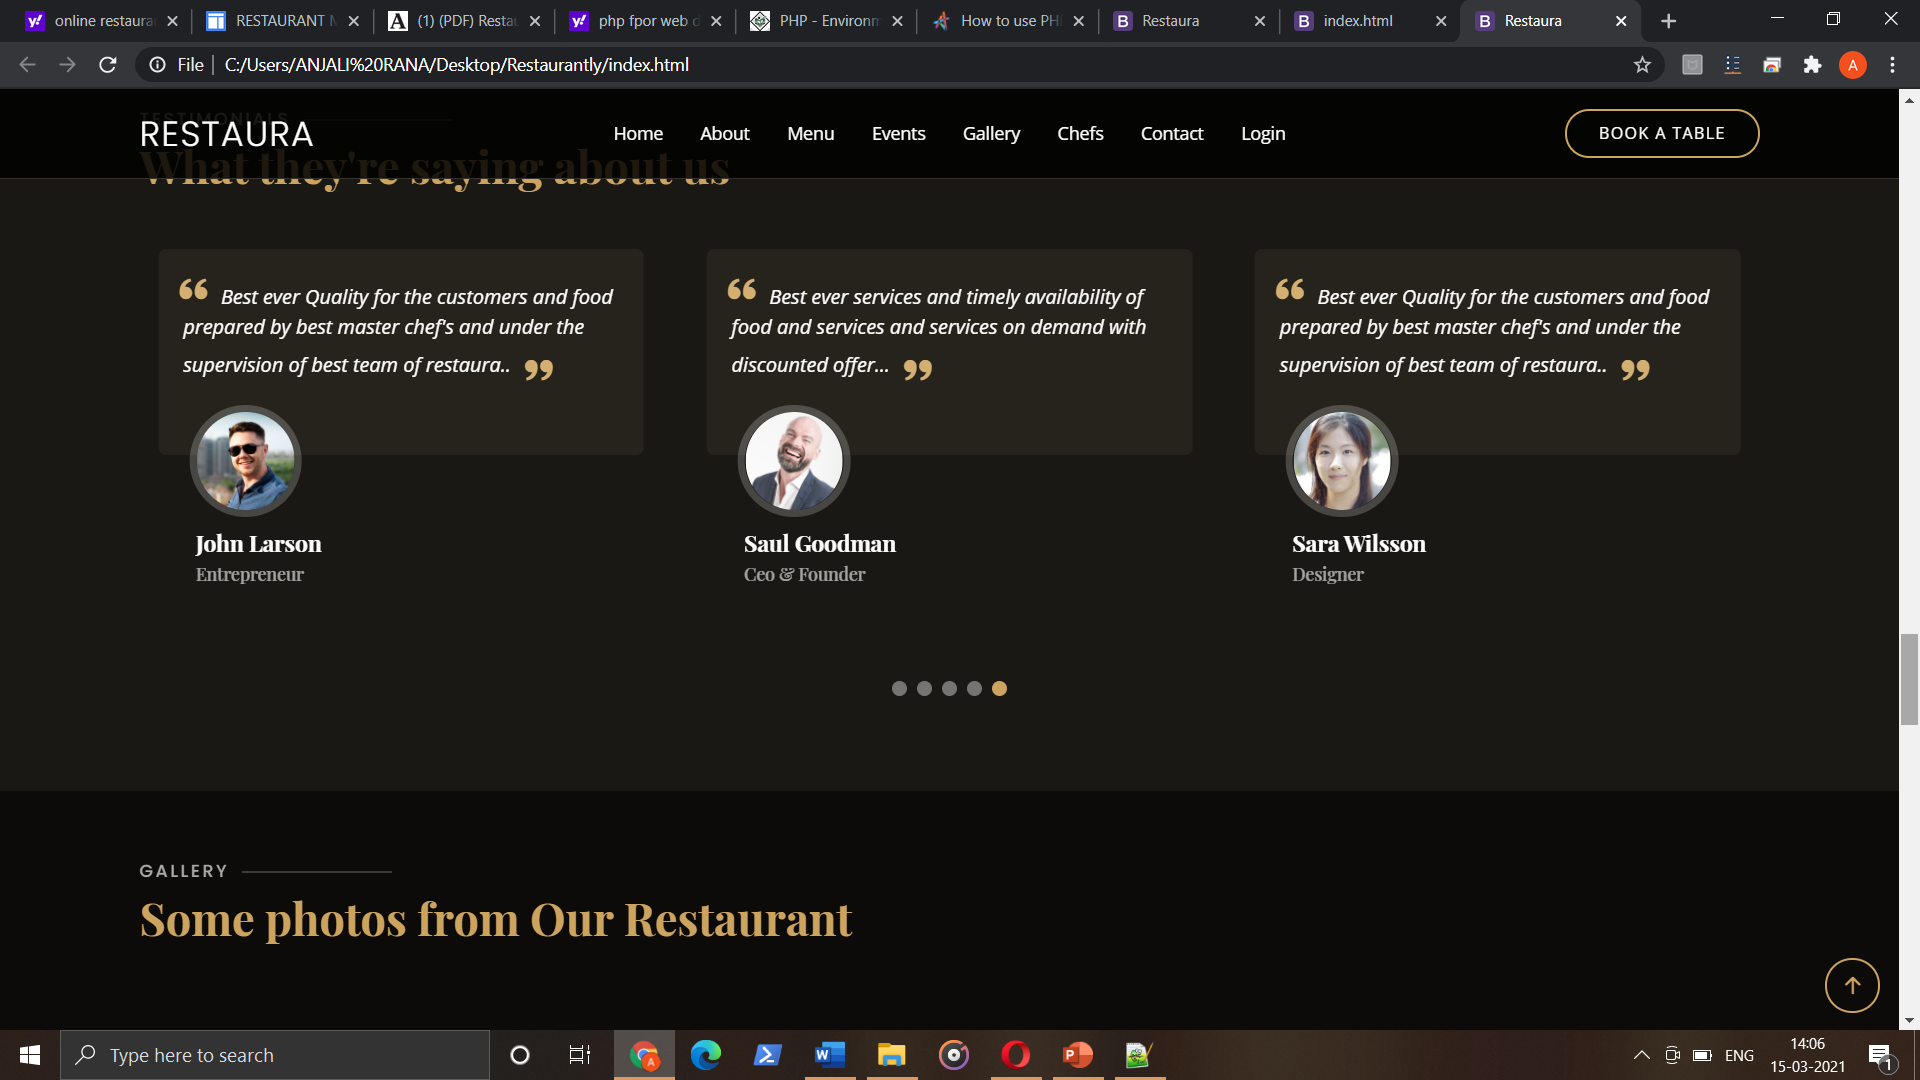 online restaura
RESTAURANT M
(1) (PDF) Restau
php fpor web d
PHP - Environm
How to use PH
Restaura
index.html
Restaura
File
C:/Users/ANJALI%20RANA/Desktop/Restaurantly/index.html
A
TESTIMONIALS
RESTAURA
Home
About
Menu
Events
Gallery
Chefs
Contact
Login
BOOK A TABLE
What they're saying about us
“ Best ever Quality for the customers and food
prepared by best master chef's and under the
supervision of best team of restaura.. ”
“ Best ever services and timely availability of
food and services and services on demand with
discounted offer... ”
“ Best ever Quality for the customers and food
prepared by best master chef's and under the
supervision of best team of restaura.. ”
John Larson
Entrepreneur
Saul Goodman
Ceo & Founder
Sara Wilsson
Designer
GALLERY
Some photos from Our Restaurant
Type here to search
ENG
14:06
15-03-2021
1